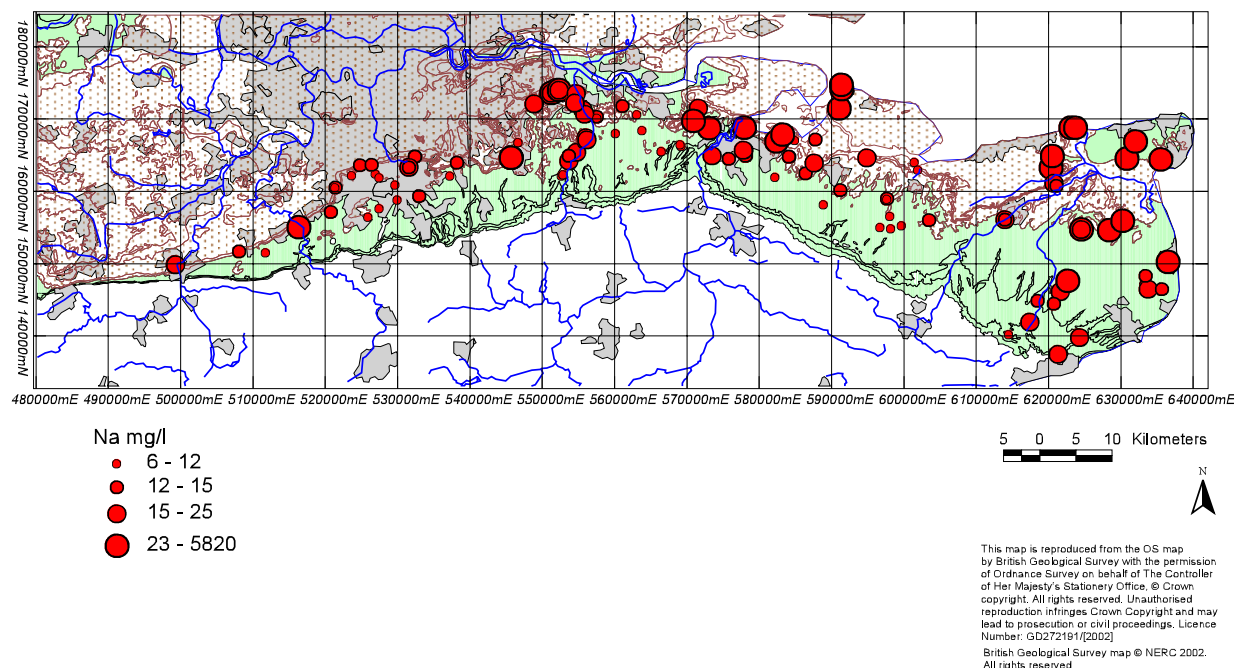 180000mN
170000mN
160000mN
150000mN
140000mN
480000mE 490000mE 500000mE 510000mE 520000mE 530000mE 540000mE 550000mE 560000mE 570000mE 580000mE 590000mE 600000mE 610000mE 620000mE 630000mE 640000mE
Na mg/l
6 - 12
12 - 15
15 - 25
23 - 5820
5 0 5 10 Kilometers
N
This map is reproduced from the OS map
by British Geological Survey with the permission
of Ordnance Survey on behalf of The Controller
of Her Majesty's Stationery Office, © Crown
copyright. All rights reserved. Unauthorised
reproduction infringes Crown Copyright and may
lead to prosecution or civil proceedings. Licence
Number: GD272191/[2002]
British Geological Survey map © NERC 2002.
All rights reserved